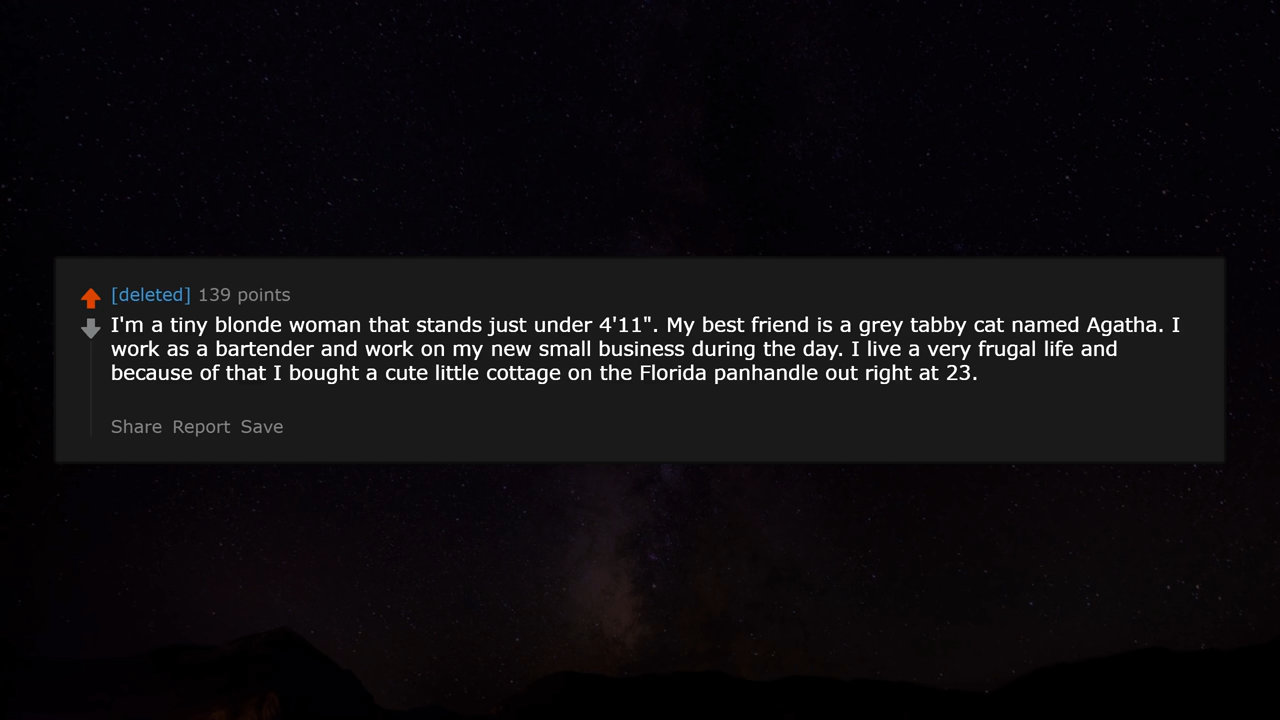 [deleted] 139 points
I'm a tiny blonde woman that stands just under 4'11". My best friend is a grey tabby cat named Agatha. I
work as a bartender and work on my new small business during the day. I live a very frugal life and
because of that I bought a cute little cottage on the Florida panhandle out right at 23.
Share Report Save